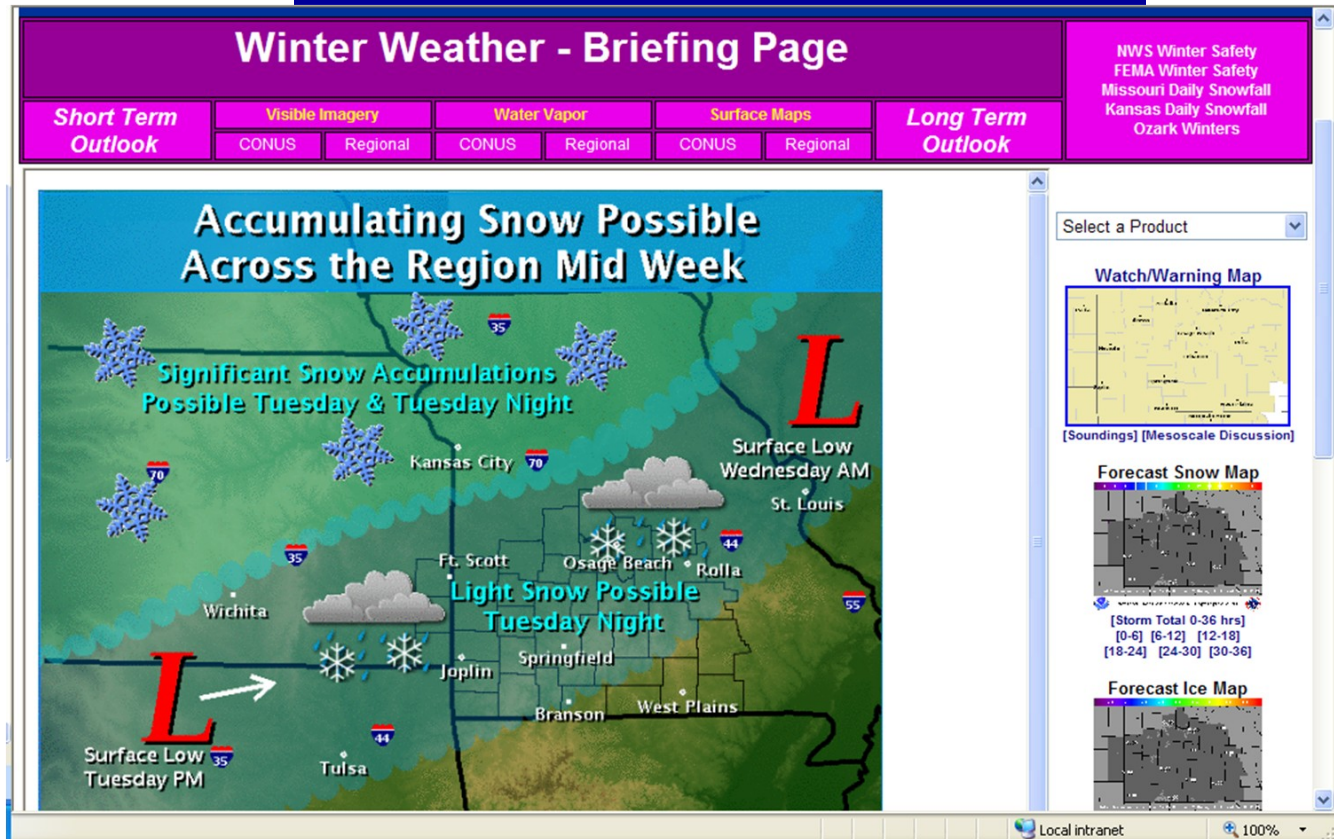 Winter Weather - Briefing Page
NWS Winter Safety
FEMA Winter Safety
Missouri Daily Snowfall
Kansas Daily Snowfall
Ozark Winters
Short Term
Outlook
Visible Imagery
CONUS Regional
Water Vapor
CONUS Regional
Surface Maps
CONUS Regional
Long Term
Outlook
Accumulating Snow Possible
Across the Region Mid Week
35
Significant Snow Accumulations
Possible Tuesday & Tuesday Night
L
Surface Low
Wednesday AM
Kansas City 70
70
St. Louis
35
44
Ft. Scott
Osage Beach
Rolla
Light Snow Possible
Tuesday Night
55
Wichita
Joplin
Springfield
Branson
West Plains
L
Surface Low
Tuesday PM
35
44
Tulsa
Select a Product
Watch/Warning Map
[Soundings] [Mesoscale Discussion]
Forecast Snow Map
[Storm Total 0-36 hrs]
[0-6] [6-12] [12-18]
[18-24] [24-30] [30-36]
Forecast Ice Map
Local intranet
100%